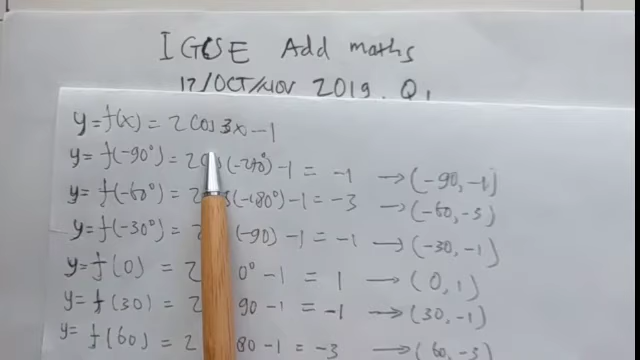 IGCSE Add maths
12/OCT/NOV 2019. Q1
y=f(x) = 2cos3x-1
y=f(-90°) = 2 (-270°) -1 = -1 →(-90,-1)
y=f(-60°) = 2 (-180°) -1 = -3 →(-60,-3)
y=f(-30°) = 2 (-90) -1 = -1 →(-30,-1)
y=f(0) = 2 0° -1 = 1 →(0,1)
y=f(30) = 2 90 -1 = -1 →(30,-1)
y=f(60) = 2 80 -1 = -3 →(60,-3)